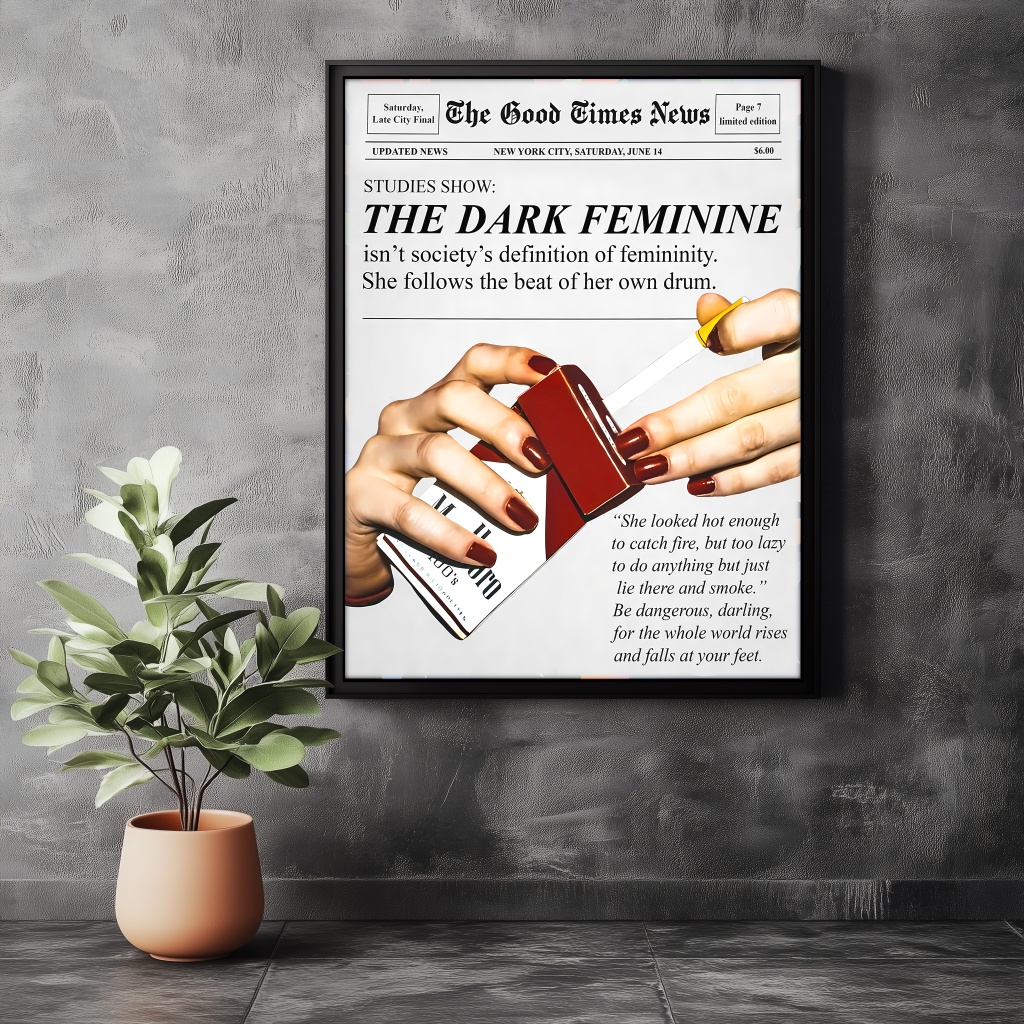 Saturday,
Late City Final
The Good Times News
Page 7
limited edition
UPDATED NEWS
NEW YORK CITY, SATURDAY, JUNE 14
$6.00
STUDIES SHOW:
THE DARK FEMININE
isn't society's definition of femininity.
She follows the beat of her own drum.
100's
“She looked hot enough
to catch fire, but too lazy
to do anything but just
lie there and smoke.”
Be dangerous, darling,
for the whole world rises
and falls at your feet.